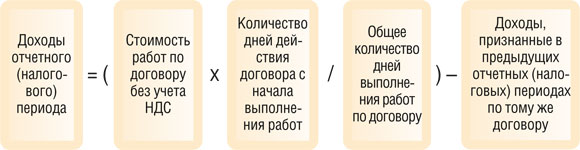 Доходы
отчетного
(налого-
вого)
периода
= (
Стоимость
работ по
договору
без учета
НДС
х
Количество
дней дей-
ствия
договора с
начала
выполне-
ния работ
/
Общее
количество
дней
выполне-
ния работ
по договору
) –
Доходы,
признанные в
предыдущих
отчетных (нало-
говых) периодах
по тому же
договору